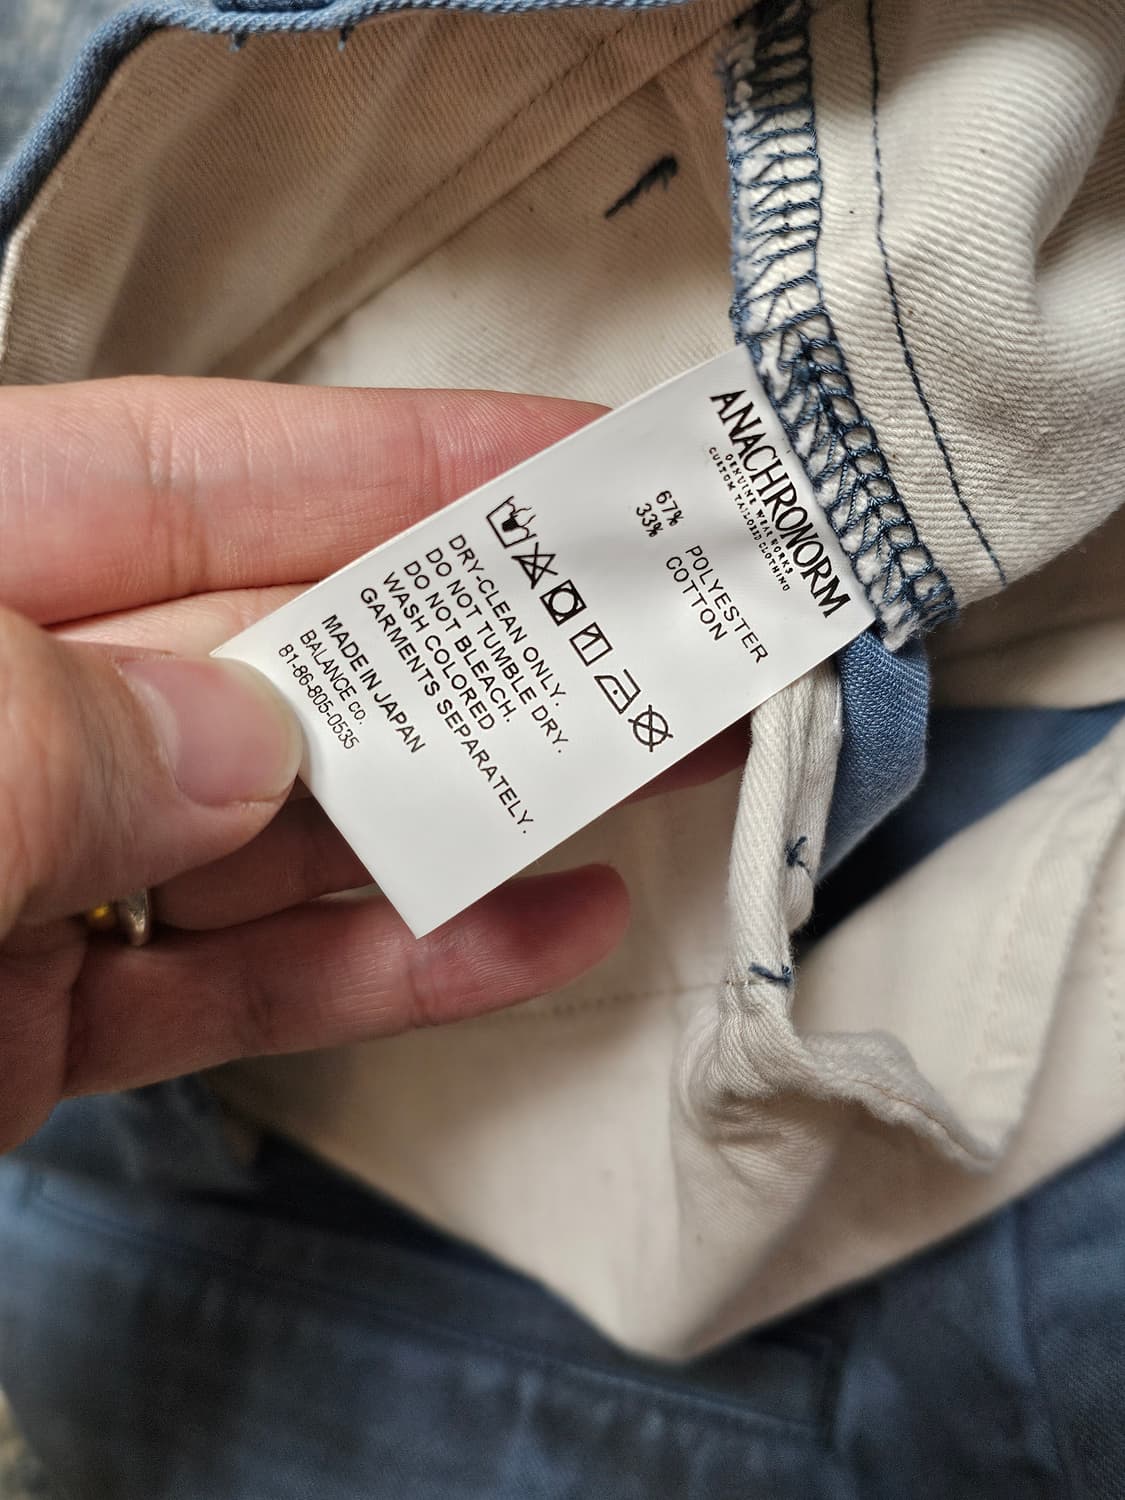 ANACHRONORM
GENUINE WEAR WORKS
CUSTOM TAILORED CLOTHING
67% POLYESTER
33% COTTON
DRY-CLEAN ONLY.
DO NOT TUMBLE DRY.
DO NOT BLEACH.
WASH COLORED
GARMENTS SEPARATELY.
MADE IN JAPAN
BALANCE CO.
81-86-805-0535